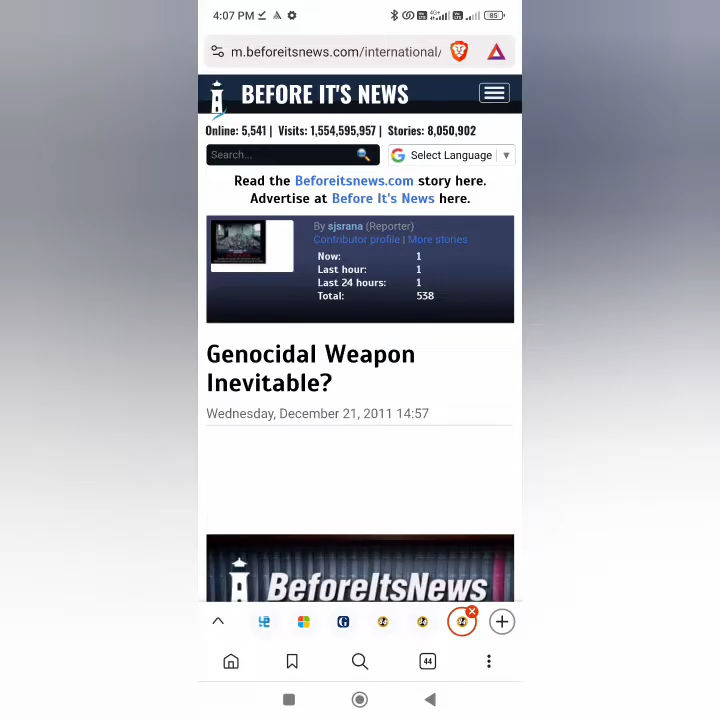 4:07 PM
85
m.beforeitsnews.com/international/
BEFORE IT'S NEWS
Online: 5,541 | Visits: 1,554,595,957 | Stories: 8,050,902
Search...
Select Language
Read the Beforeitsnews.com story here.
Advertise at Before It's News here.
By sjsrana (Reporter)
Contributor profile | More stories
Now: 1
Last hour: 1
Last 24 hours: 1
Total: 538
Genocidal Weapon
Inevitable?
Wednesday, December 21, 2011 14:57
BeforeItsNews
44